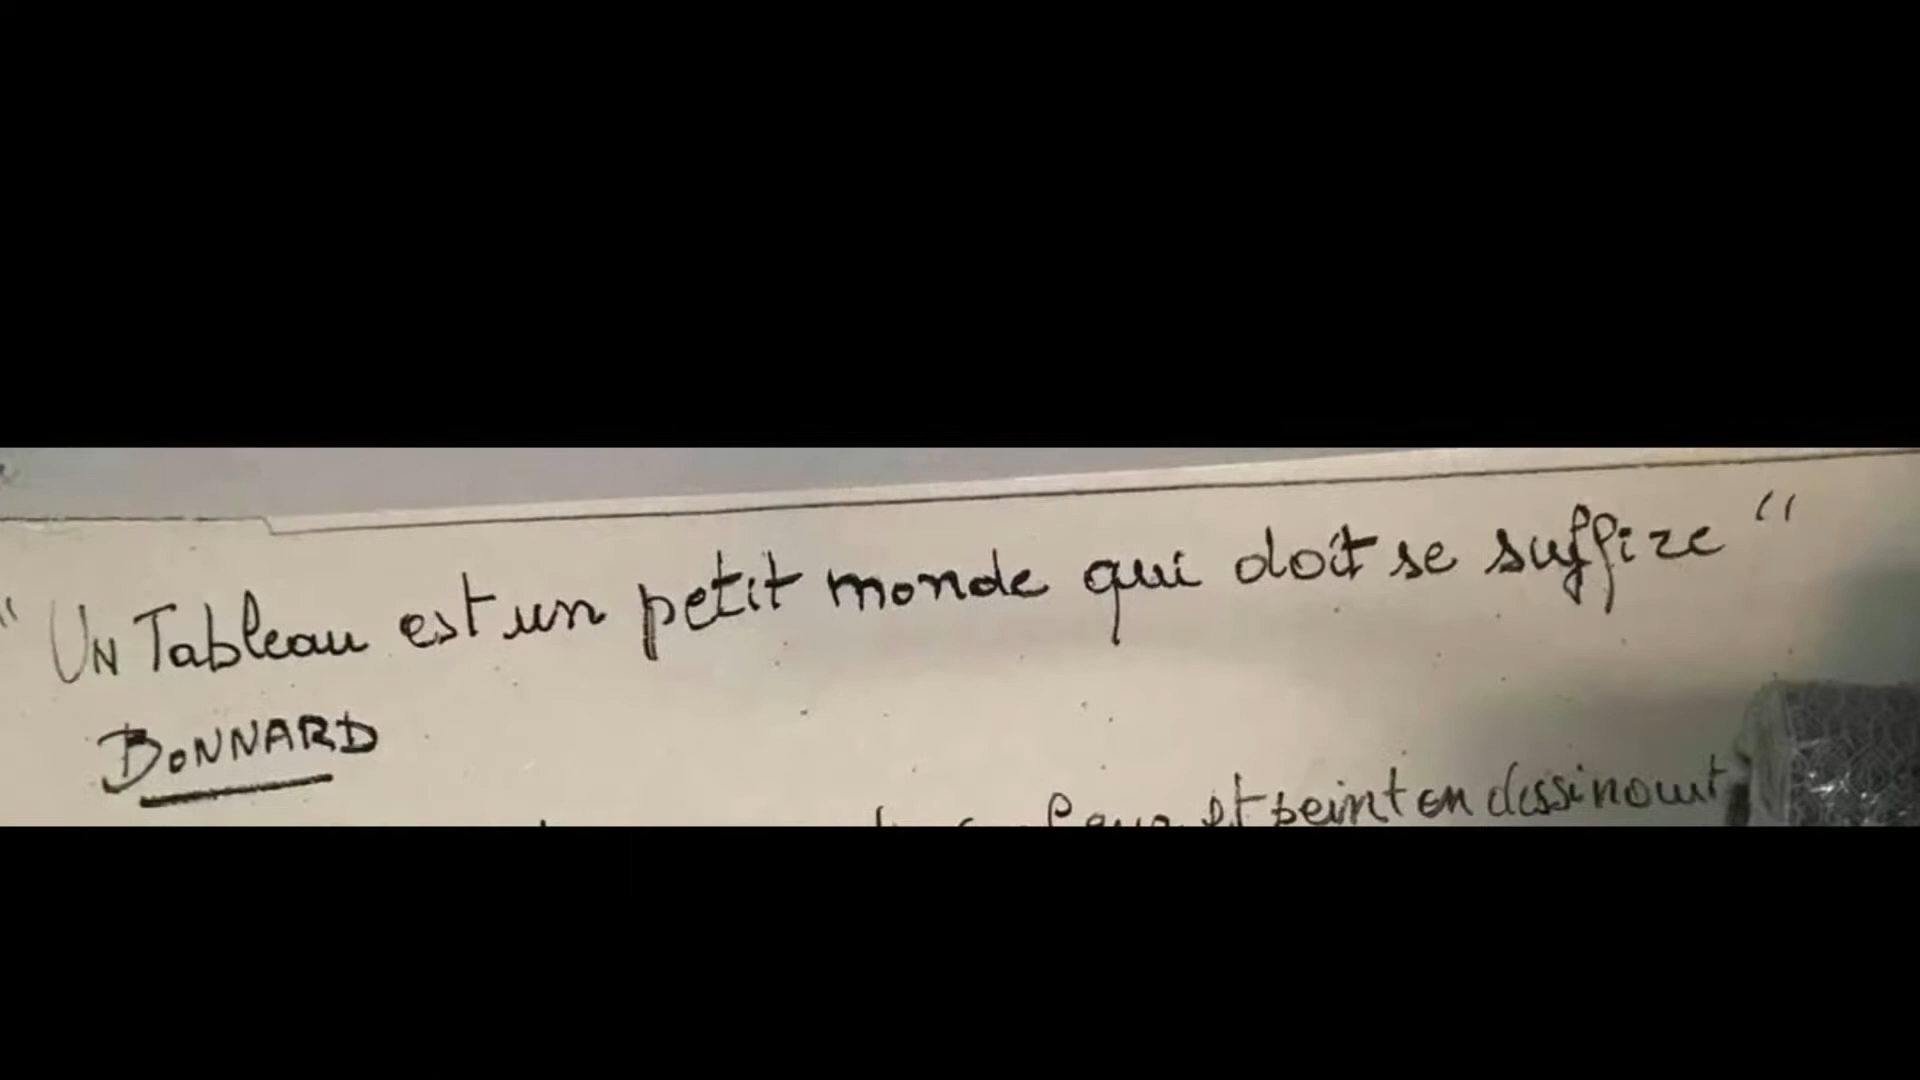 " UN Tableau est un petit monde qui doit se suffire "
BONNARD
et peint en dessinant